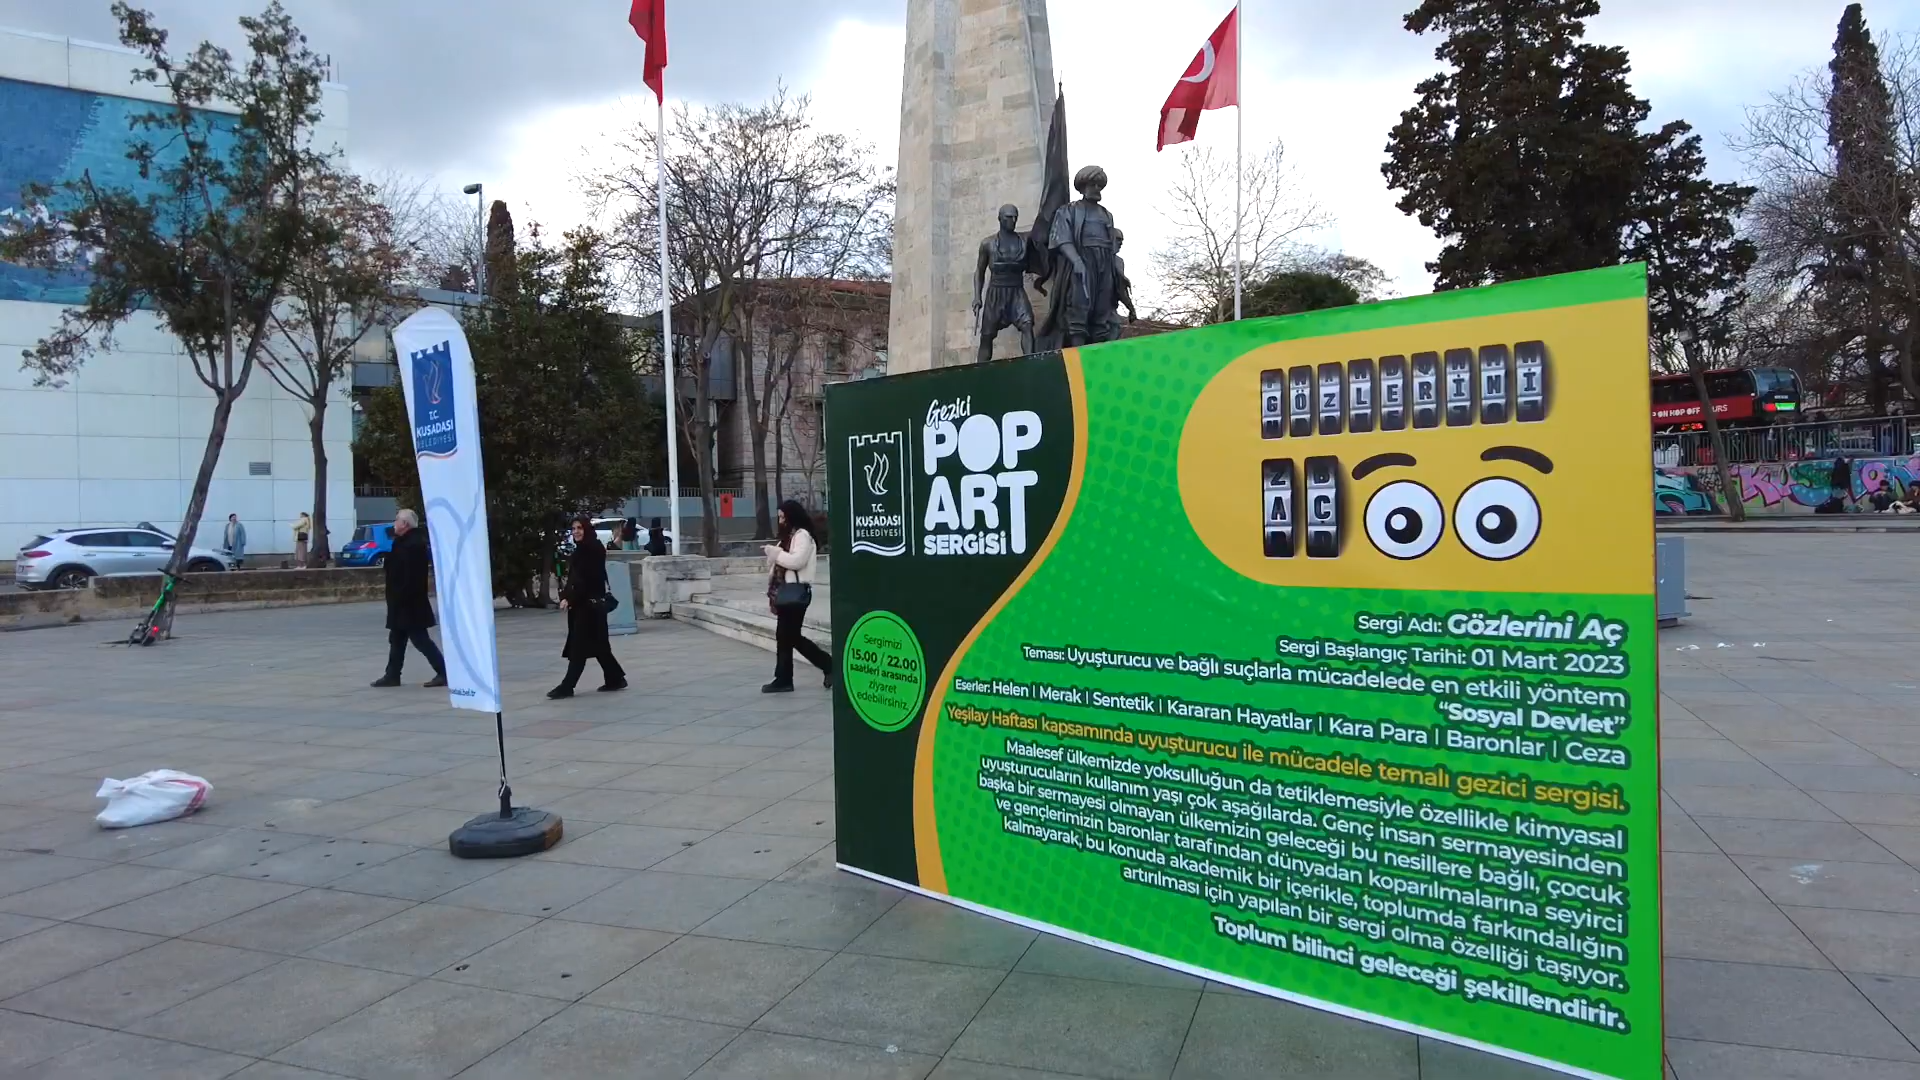 T.C.
KUŞADASI
BELEDİYESİ
T.C.
KUŞADASI
BELEDİYESİ
Gezici
POP
ART
SERGİSİ
Sergimizi
15.00 / 22.00
saatleri arasında
ziyaret
edebilirsiniz.
GÖZLERİNİ
AÇ
Sergi Adı: Gözlerini Aç
Sergi Başlangıç Tarihi: 01 Mart 2023
Teması: Uyuşturucu ve bağlı suçlarla mücadelede en etkili yöntem
“Sosyal Devlet”
Eserler: Helen | Merak | Sentetik | Kararan Hayatlar | Kara Para | Baronlar | Ceza
Yeşilay Haftası kapsamında uyuşturucu ile mücadele temalı gezici sergisi.
Maalesef ülkemizde yoksulluğun da tetiklemesiyle özellikle kimyasal
uyuşturucuların kullanım yaşı çok aşağılarda. Genç insan sermayesinden
başka bir sermayesi olmayan ülkemizin geleceği bu nesillere bağlı, çocuk
ve gençlerimizin baronlar tarafından dünyadan koparılmalarına seyirci
kalmayarak, bu konuda akademik bir içerikle, toplumda farkındalığın
artırılması için yapılan bir sergi olma özelliği taşıyor.
Toplum bilinci geleceği şekillendirir.
ON HOP OFF